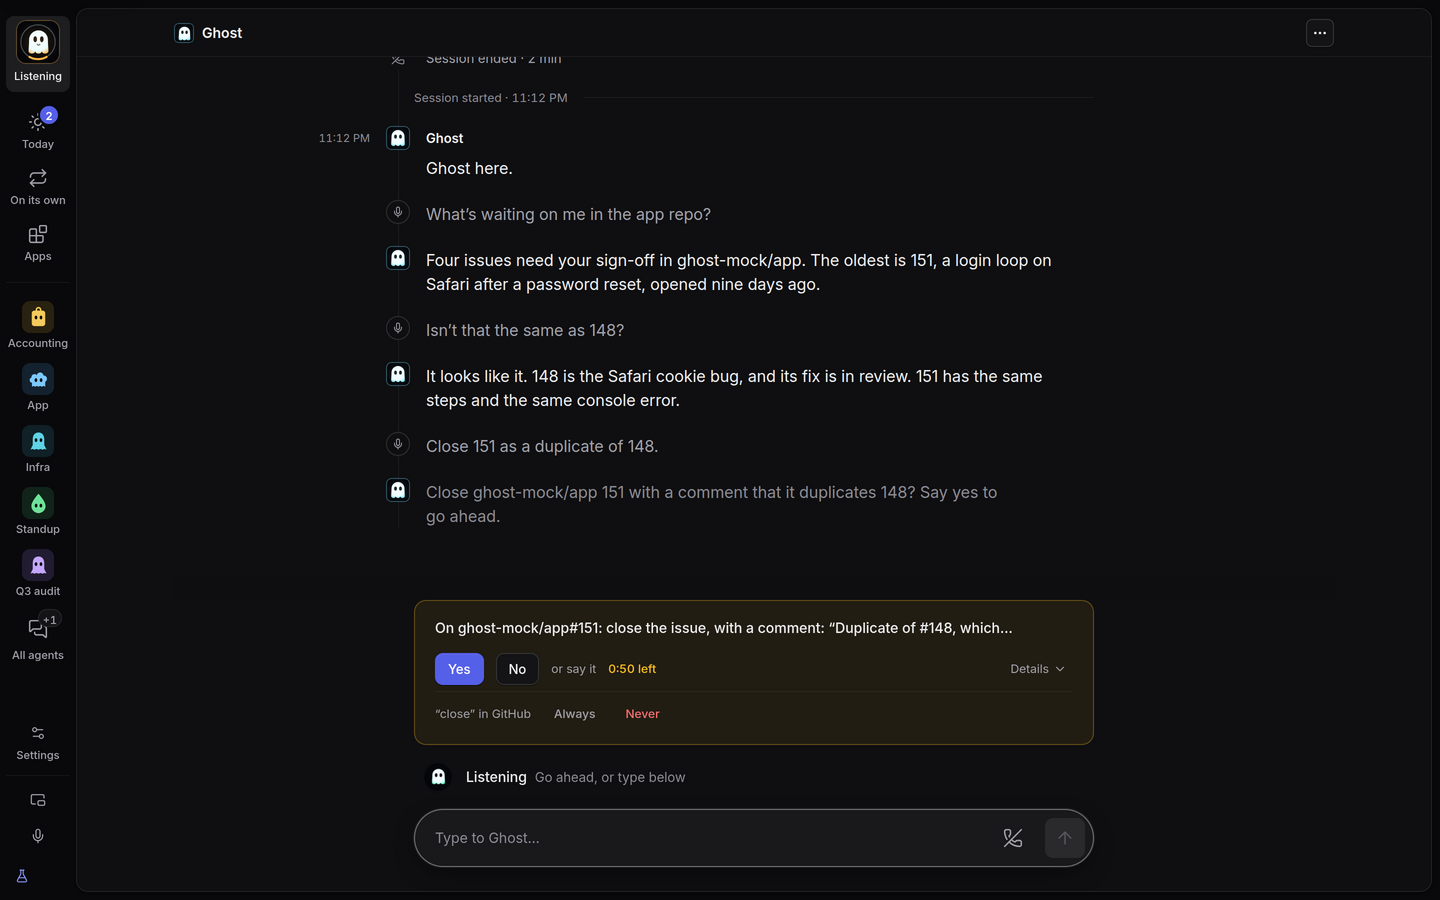 Listening
2
Today
On its own
Apps
Accounting
App
Infra
Standup
Q3 audit
+1
All agents
Settings
Ghost
Session ended · 2 min
Session started · 11:12 PM
11:12 PM
Ghost
Ghost here.
What’s waiting on me in the app repo?
Four issues need your sign-off in ghost-mock/app. The oldest is 151, a login loop on
Safari after a password reset, opened nine days ago.
Isn’t that the same as 148?
It looks like it. 148 is the Safari cookie bug, and its fix is in review. 151 has the same
steps and the same console error.
Close 151 as a duplicate of 148.
Close ghost-mock/app 151 with a comment that it duplicates 148? Say yes to
go ahead.
On ghost-mock/app#151: close the issue, with a comment: “Duplicate of #148, which...
Yes
No
or say it
0:50 left
Details
“close” in GitHub
Always
Never
Listening
Go ahead, or type below
Type to Ghost...